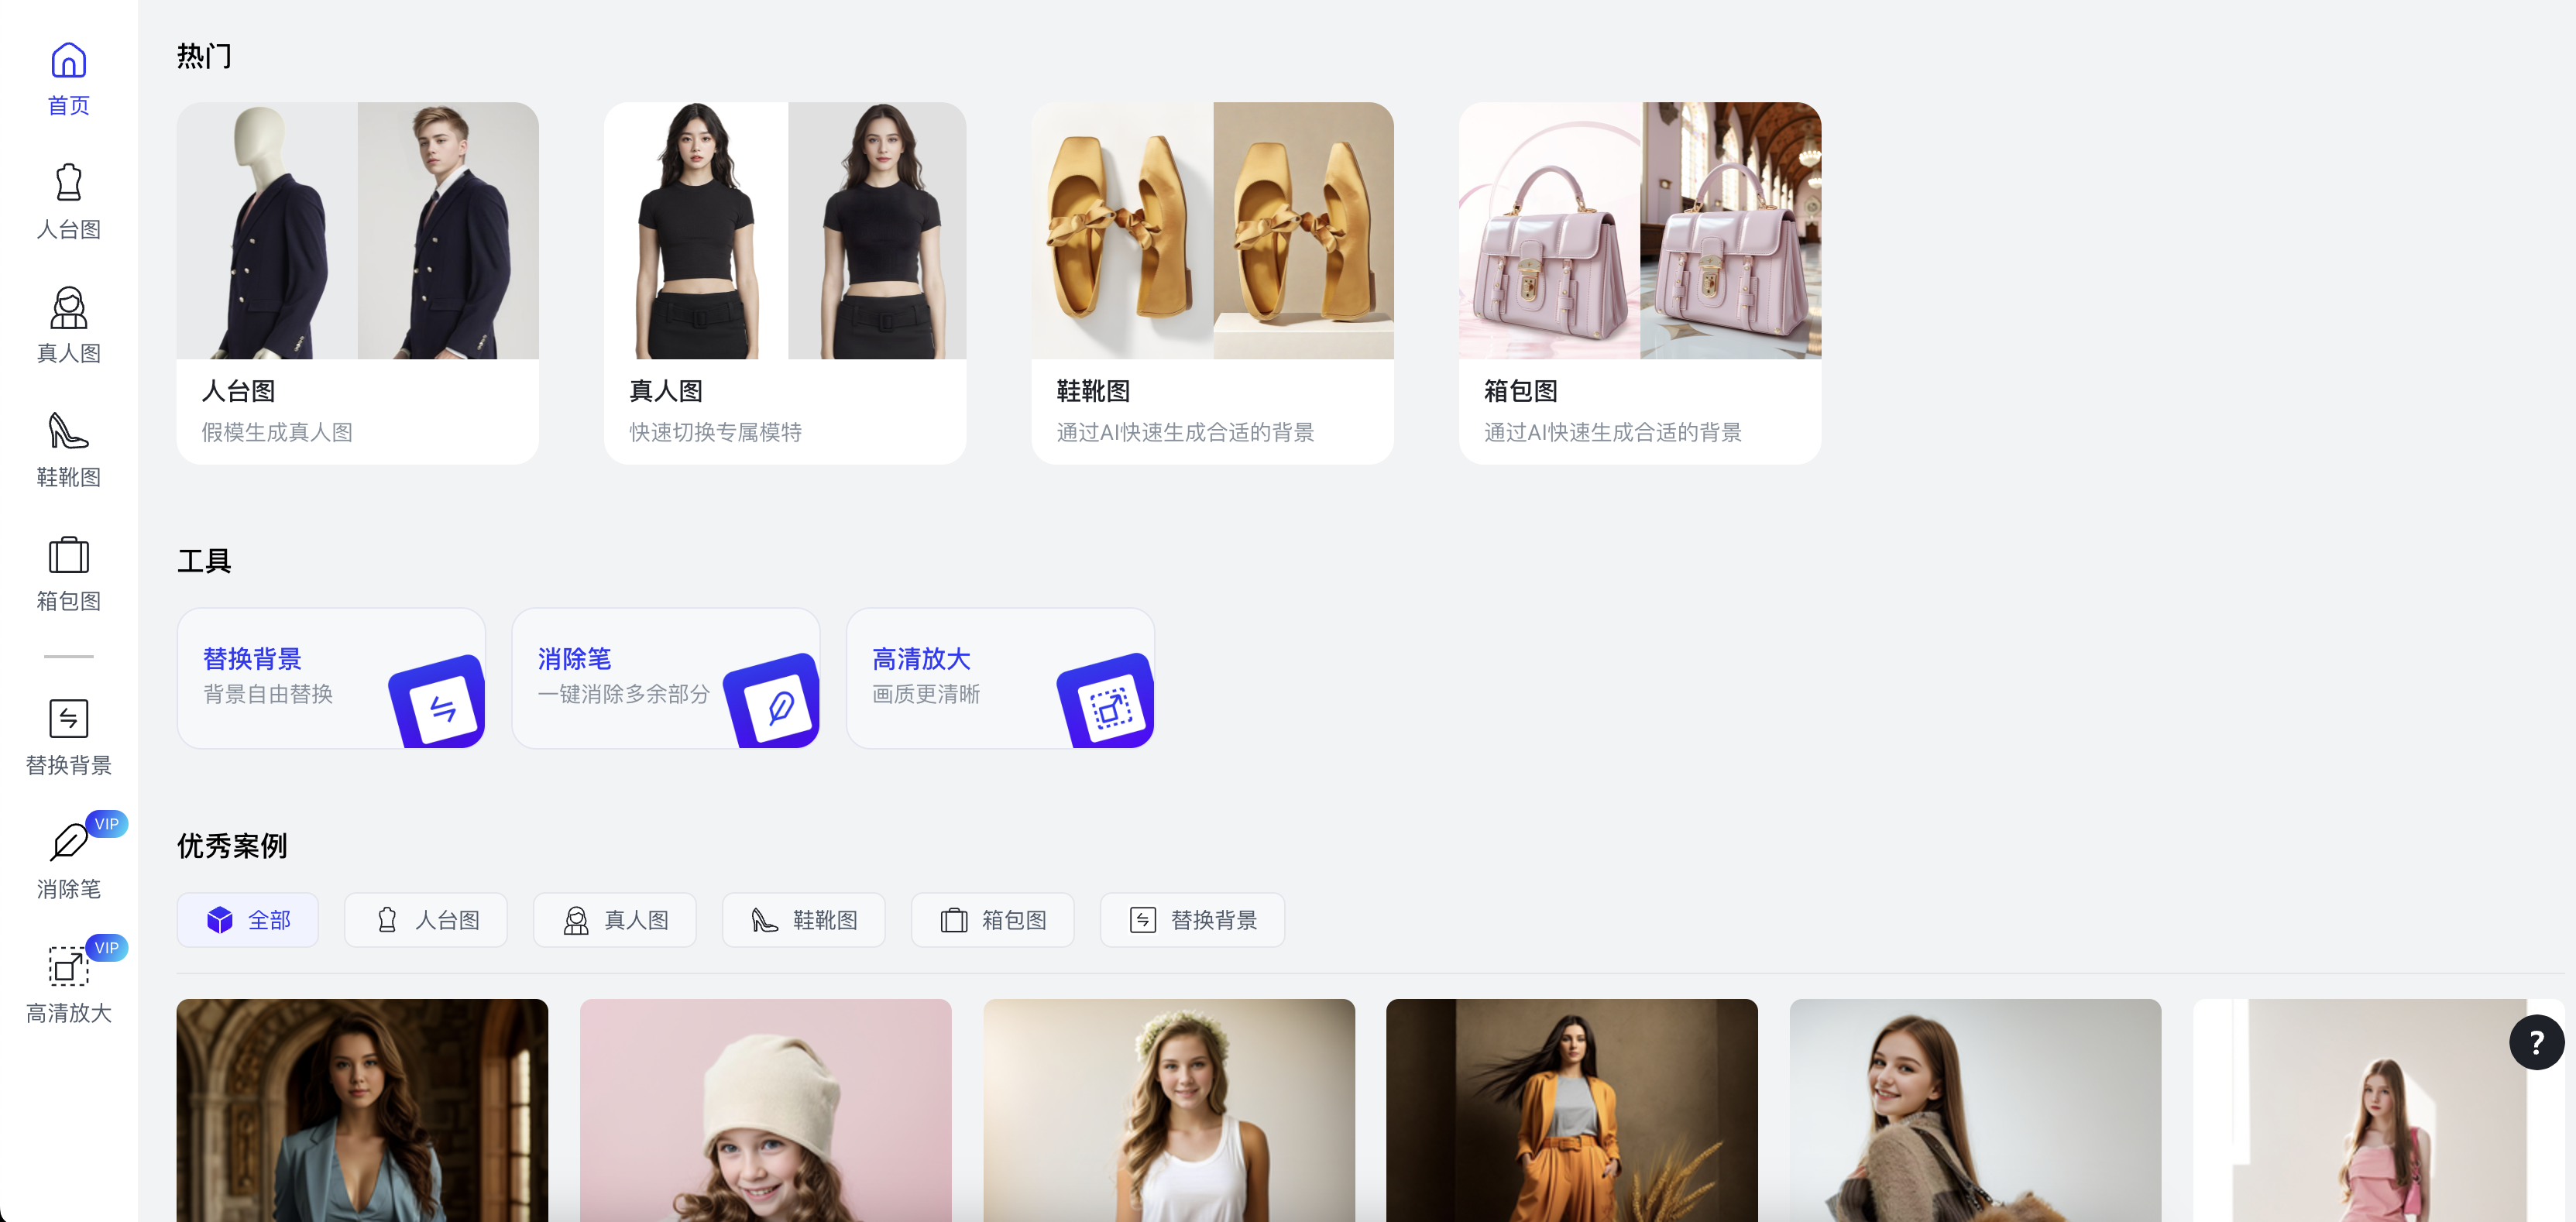 首页
人台图
真人图
鞋靴图
箱包图
替换背景
VIP
消除笔
VIP
高清放大
热门
人台图
假模生成真人图
真人图
快速切换专属模特
鞋靴图
通过AI快速生成合适的背景
箱包图
通过AI快速生成合适的背景
工具
替换背景
背景自由替换
消除笔
一键消除多余部分
高清放大
画质更清晰
优秀案例
全部
人台图
真人图
鞋靴图
箱包图
替换背景
?